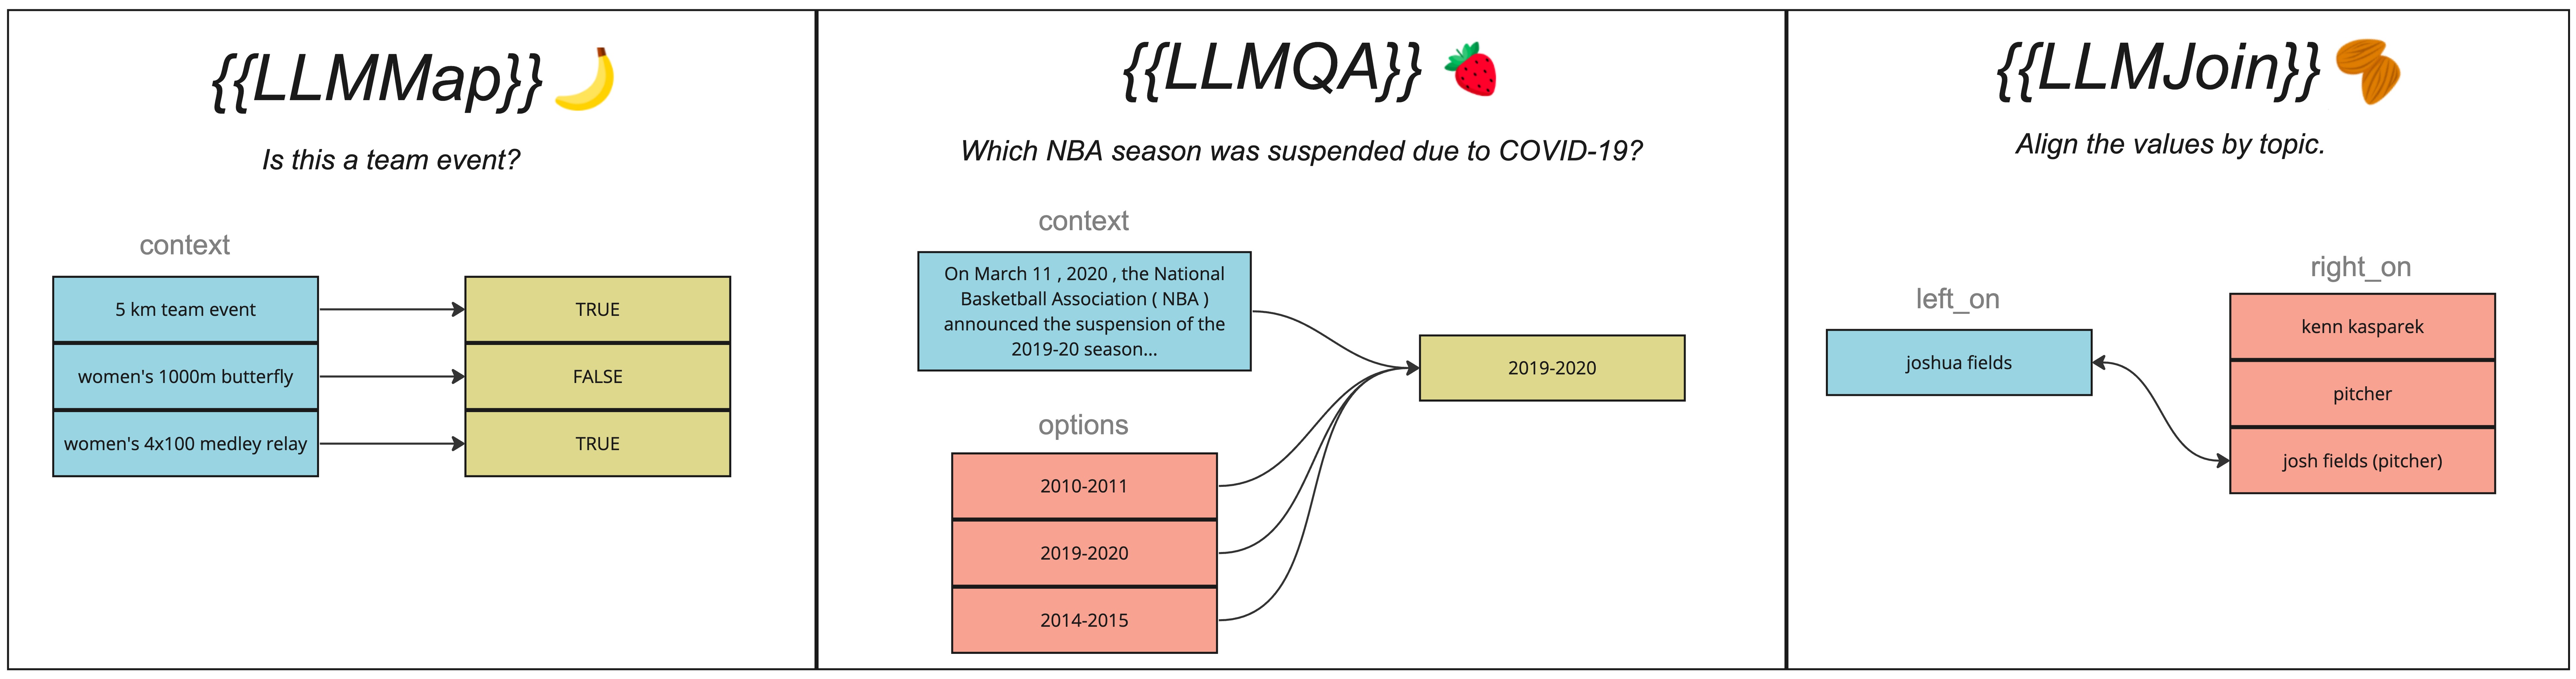 {{LLMMap}}
Is this a team event?
context
5 km team event
TRUE
women's 1000m butterfly
FALSE
women's 4x100 medley relay
TRUE
{{LLMQA}}
Which NBA season was suspended due to COVID-19?
context
On March 11 , 2020 , the National
Basketball Association ( NBA )
announced the suspension of the
2019-20 season...
2019-2020
options
2010-2011
2019-2020
2014-2015
{{LLMJoin}}
Align the values by topic.
left_on
joshua fields
right_on
kenn kasparek
pitcher
josh fields (pitcher)